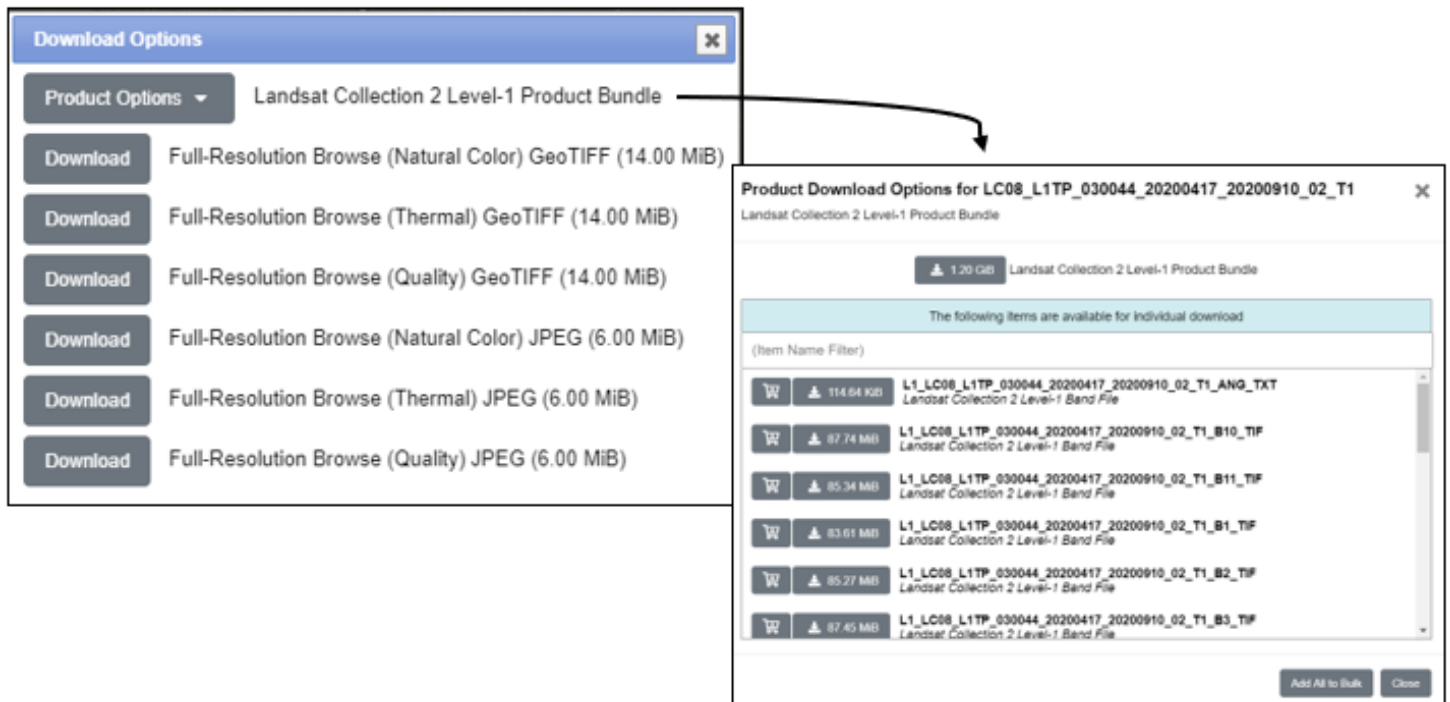 Download Options
Product Options Landsat Collection 2 Level-1 Product Bundle
Download Full-Resolution Browse (Natural Color) GeoTIFF (14.00 MiB)
Download Full-Resolution Browse (Thermal) GeoTIFF (14.00 MiB)
Download Full-Resolution Browse (Quality) GeoTIFF (14.00 MiB)
Download Full-Resolution Browse (Natural Color) JPEG (6.00 MiB)
Download Full-Resolution Browse (Thermal) JPEG (6.00 MiB)
Download Full-Resolution Browse (Quality) JPEG (6.00 MiB)
Product Download Options for LC08_L1TP_030044_20200417_20200910_02_T1
Landsat Collection 2 Level-1 Product Bundle
1.20 GiB Landsat Collection 2 Level-1 Product Bundle
The following items are available for individual download
(Item Name Filter)
114.64 KiB L1_LC08_L1TP_030044_20200417_20200910_02_T1_ANG_TXT
Landsat Collection 2 Level-1 Band File
87.74 MiB L1_LC08_L1TP_030044_20200417_20200910_02_T1_B10_TIF
Landsat Collection 2 Level-1 Band File
85.34 MiB L1_LC08_L1TP_030044_20200417_20200910_02_T1_B11_TIF
Landsat Collection 2 Level-1 Band File
83.61 MiB L1_LC08_L1TP_030044_20200417_20200910_02_T1_B1_TIF
Landsat Collection 2 Level-1 Band File
85.27 MiB L1_LC08_L1TP_030044_20200417_20200910_02_T1_B2_TIF
Landsat Collection 2 Level-1 Band File
87.45 MiB L1_LC08_L1TP_030044_20200417_20200910_02_T1_B3_TIF
Landsat Collection 2 Level-1 Band File
Add All to Bulk Close